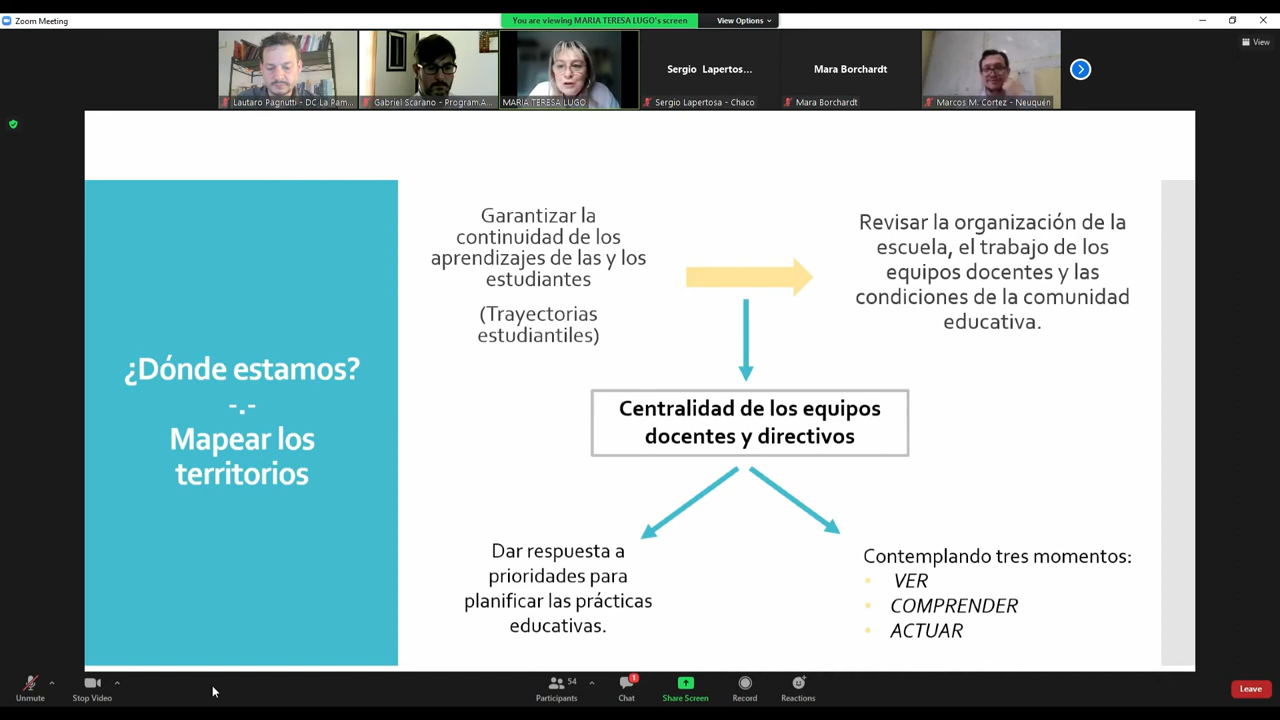 Zoom Meeting
You are viewing MARIA TERESA LUGO's screen
View Options
View
Lautaro Pagnutti - DC La Pam...
Gabriel Scarano - Program.A...
MARIA TERESA LUGO
Sergio Lapertos...
Sergio Lapertosa - Chaco
Mara Borchardt
Mara Borchardt
Marcos M. Cortez - Neuquén
¿Dónde estamos?
-.-
Mapear los
territorios
Garantizar la
continuidad de los
aprendizajes de las y los
estudiantes
(Trayectorias
estudiantiles)
Revisar la organización de la
escuela, el trabajo de los
equipos docentes y las
condiciones de la comunidad
educativa.
Centralidad de los equipos
docentes y directivos
Dar respuesta a
prioridades para
planificar las prácticas
educativas.
Contemplando tres momentos:
• VER
• COMPRENDER
• ACTUAR
Unmute
Stop Video
Participants
54
Chat
1
Share Screen
Record
Reactions
Leave